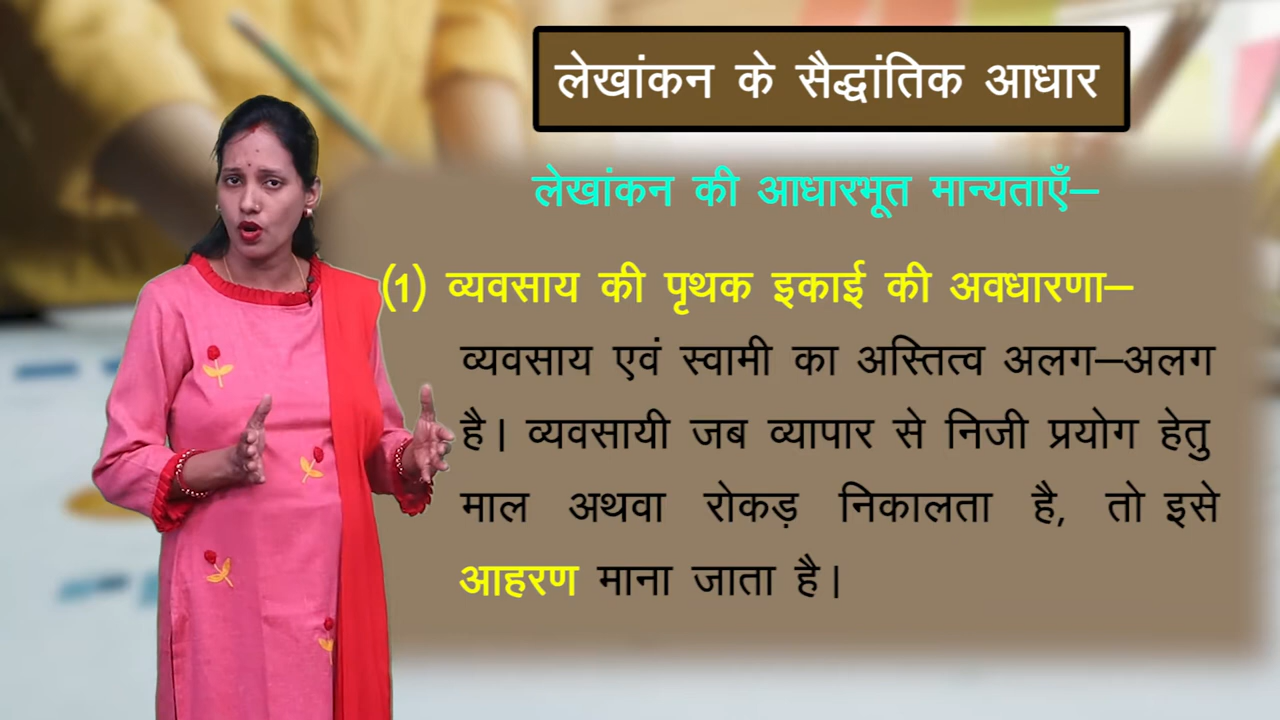 लेखांकन के सैद्धांतिक आधार
लेखांकन की आधारभूत मान्यताएँ–
(1) व्यवसाय की पृथक इकाई की अवधारणा–
व्यवसाय एवं स्वामी का अस्तित्व अलग–अलग
है। व्यवसायी जब व्यापार से निजी प्रयोग हेतु
माल अथवा रोकड़ निकालता है, तो इसे
आहरण माना जाता है।